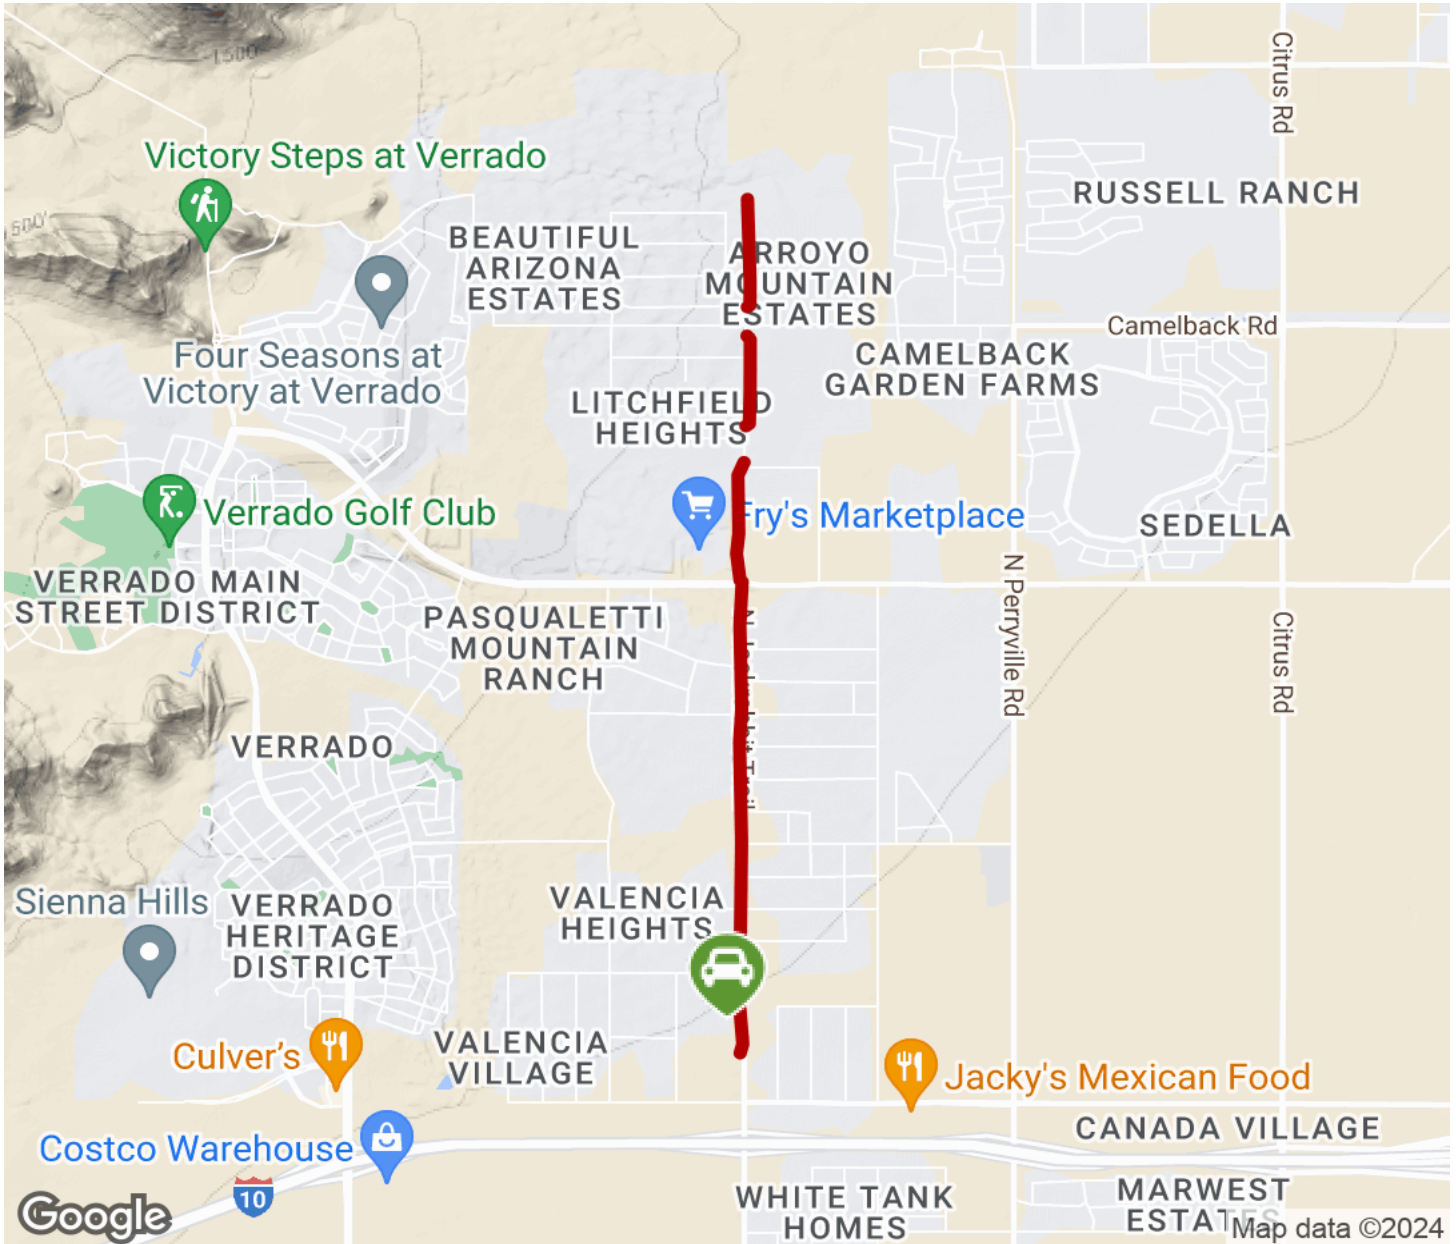 1500
Citrus Rd
Victory Steps at Verrado
RUSSELL RANCH
500'
BEAUTIFUL
ARIZONA
ESTATES
ARROYO
MOUNTAIN
ESTATES
Camelback Rd
Four Seasons at
Victory at Verrado
CAMELBACK
GARDEN FARMS
LITCHFIELD
HEIGHTS
Verrado Golf Club
Fry's Marketplace
SEDELLA
VERRADO MAIN
STREET DISTRICT
N Perryville Rd
PASQUALETTI
MOUNTAIN
RANCH
Citrus Rd
VERRADO
Sienna Hills
VERRADO
HERITAGE
DISTRICT
VALENCIA
HEIGHTS
Culver's
VALENCIA
VILLAGE
Jacky's Mexican Food
Costco Warehouse
CANADA VILLAGE
10
WHITE TANK
HOMES
MARWEST
Google
Map data ©2024